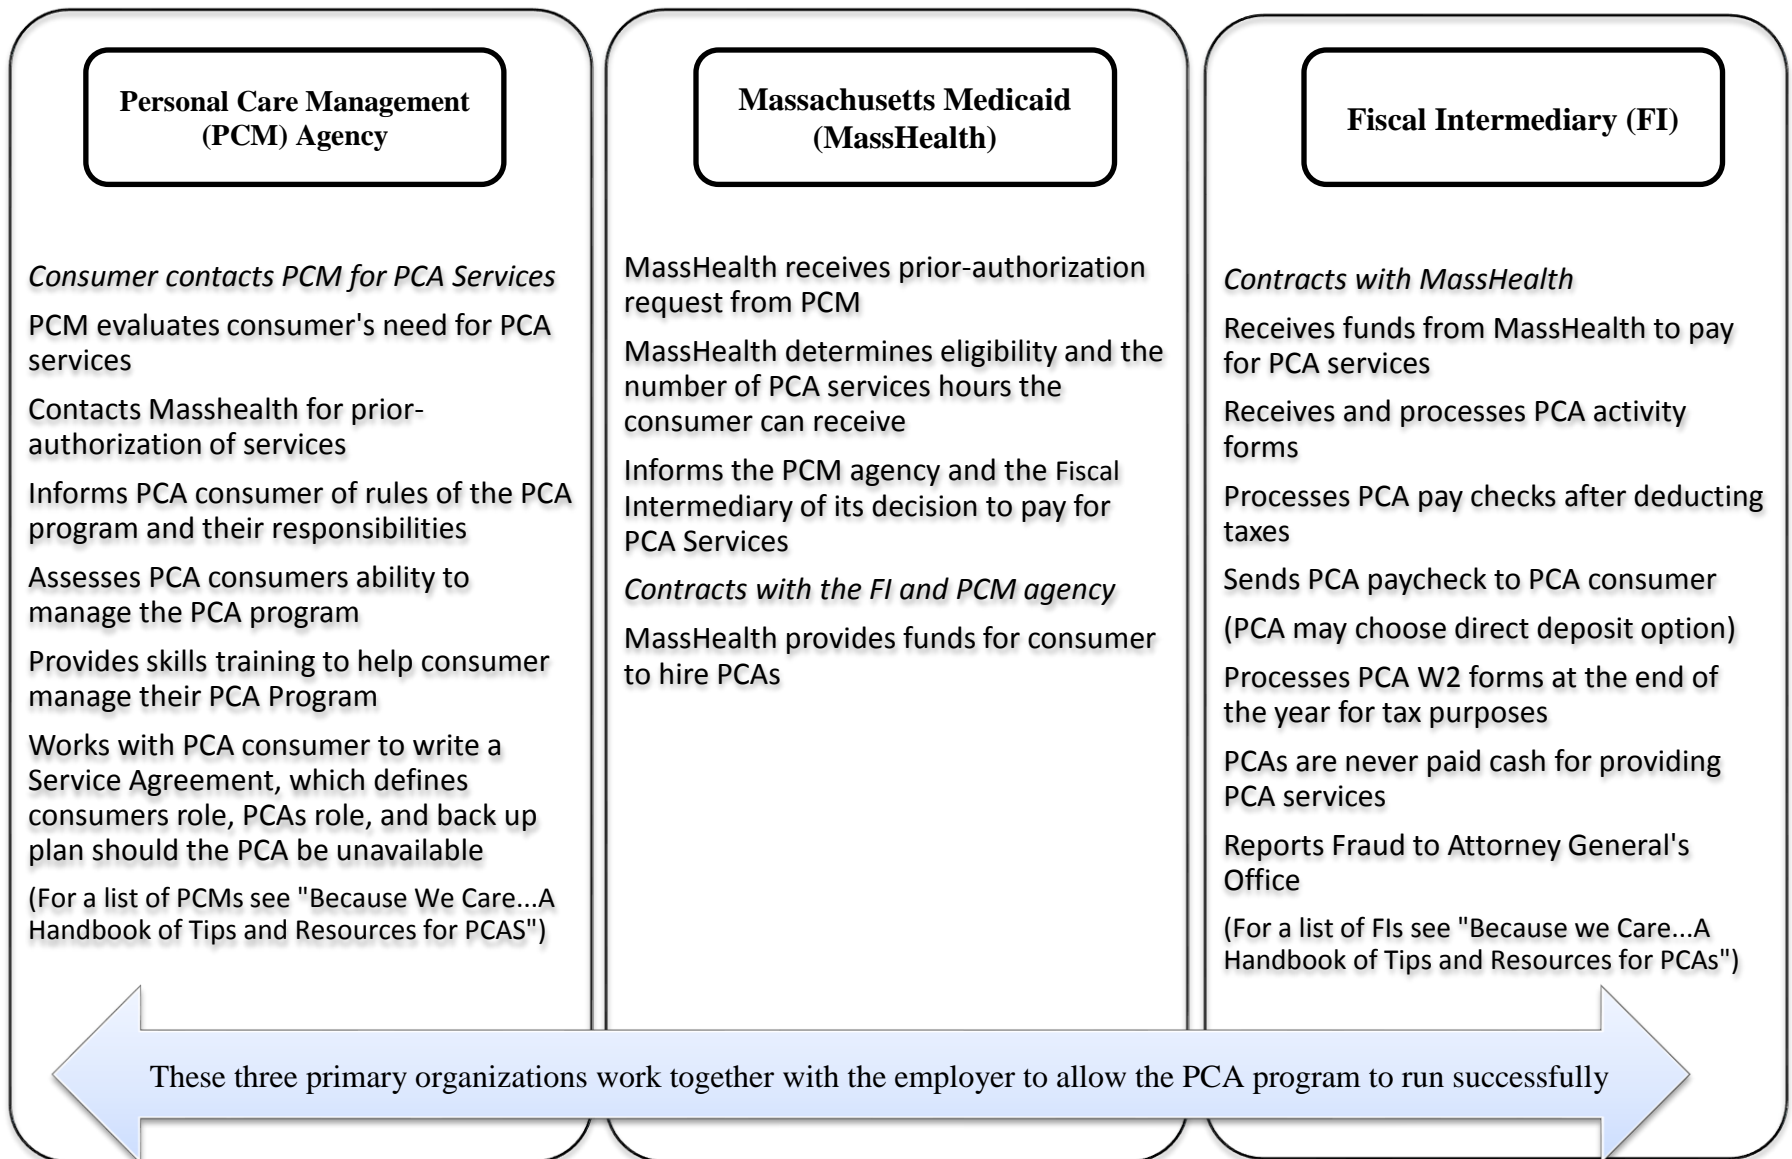 Personal Care Management
(PCM) Agency
Consumer contacts PCM for PCA Services
PCM evaluates consumer's need for PCA
services
Contacts Masshealth for prior-
authorization of services
Informs PCA consumer of rules of the PCA
program and their responsibilities
Assesses PCA consumers ability to
manage the PCA program
Provides skills training to help consumer
manage their PCA Program
Works with PCA consumer to write a
Service Agreement, which defines
consumers role, PCAs role, and back up
plan should the PCA be unavailable
(For a list of PCMs see "Because We Care...A
Handbook of Tips and Resources for PCAS")
Massachusetts Medicaid
(MassHealth)
MassHealth receives prior-authorization
request from PCM
MassHealth determines eligibility and the
number of PCA services hours the
consumer can receive
Informs the PCM agency and the Fiscal
Intermediary of its decision to pay for
PCA Services
Contracts with the FI and PCM agency
MassHealth provides funds for consumer
to hire PCAs
Fiscal Intermediary (FI)
Contracts with MassHealth
Receives funds from MassHealth to pay
for PCA services
Receives and processes PCA activity
forms
Processes PCA pay checks after deducting
taxes
Sends PCA paycheck to PCA consumer
(PCA may choose direct deposit option)
Processes PCA W2 forms at the end of
the year for tax purposes
PCAs are never paid cash for providing
PCA services
Reports Fraud to Attorney General's
Office
(For a list of FIs see "Because we Care...A
Handbook of Tips and Resources for PCAs")
These three primary organizations work together with the employer to allow the PCA program to run successfully